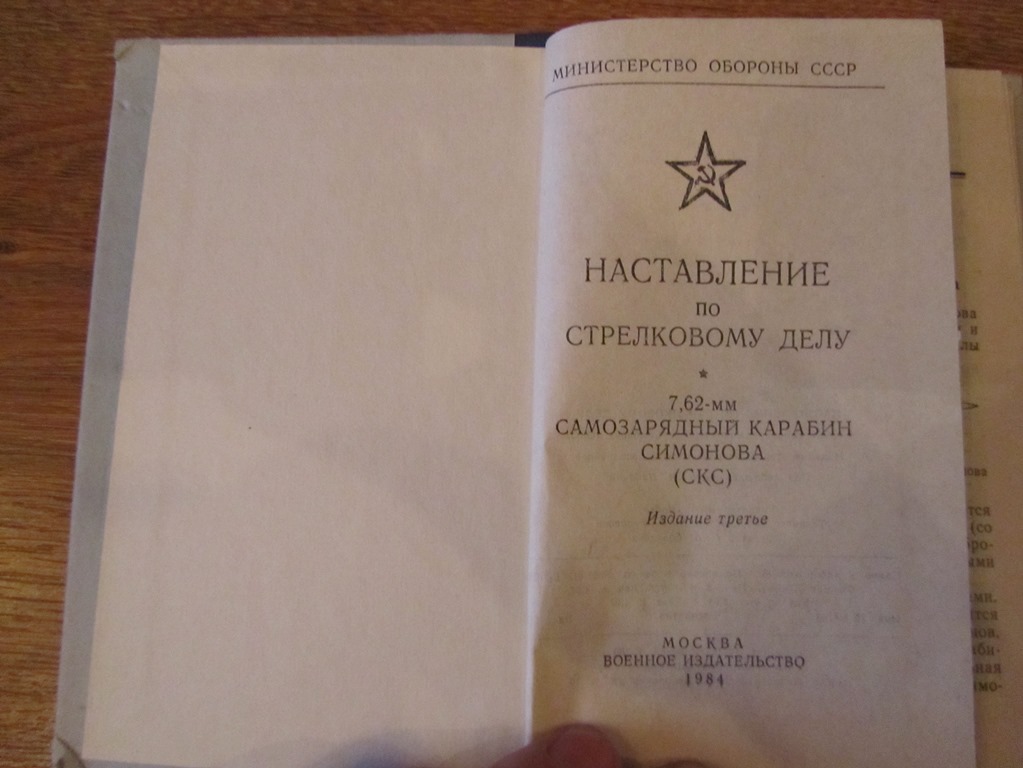 МИНИСТЕРСТВО ОБОРОНЫ СССР
НАСТАВЛЕНИЕ
ПО
СТРЕЛКОВОМУ ДЕЛУ
*
7,62-мм
САМОЗАРЯДНЫЙ КАРАБИН
СИМОНОВА
(СКС)
Издание третье
МОСКВА
ВОЕННОЕ ИЗДАТЕЛЬСТВО
1984